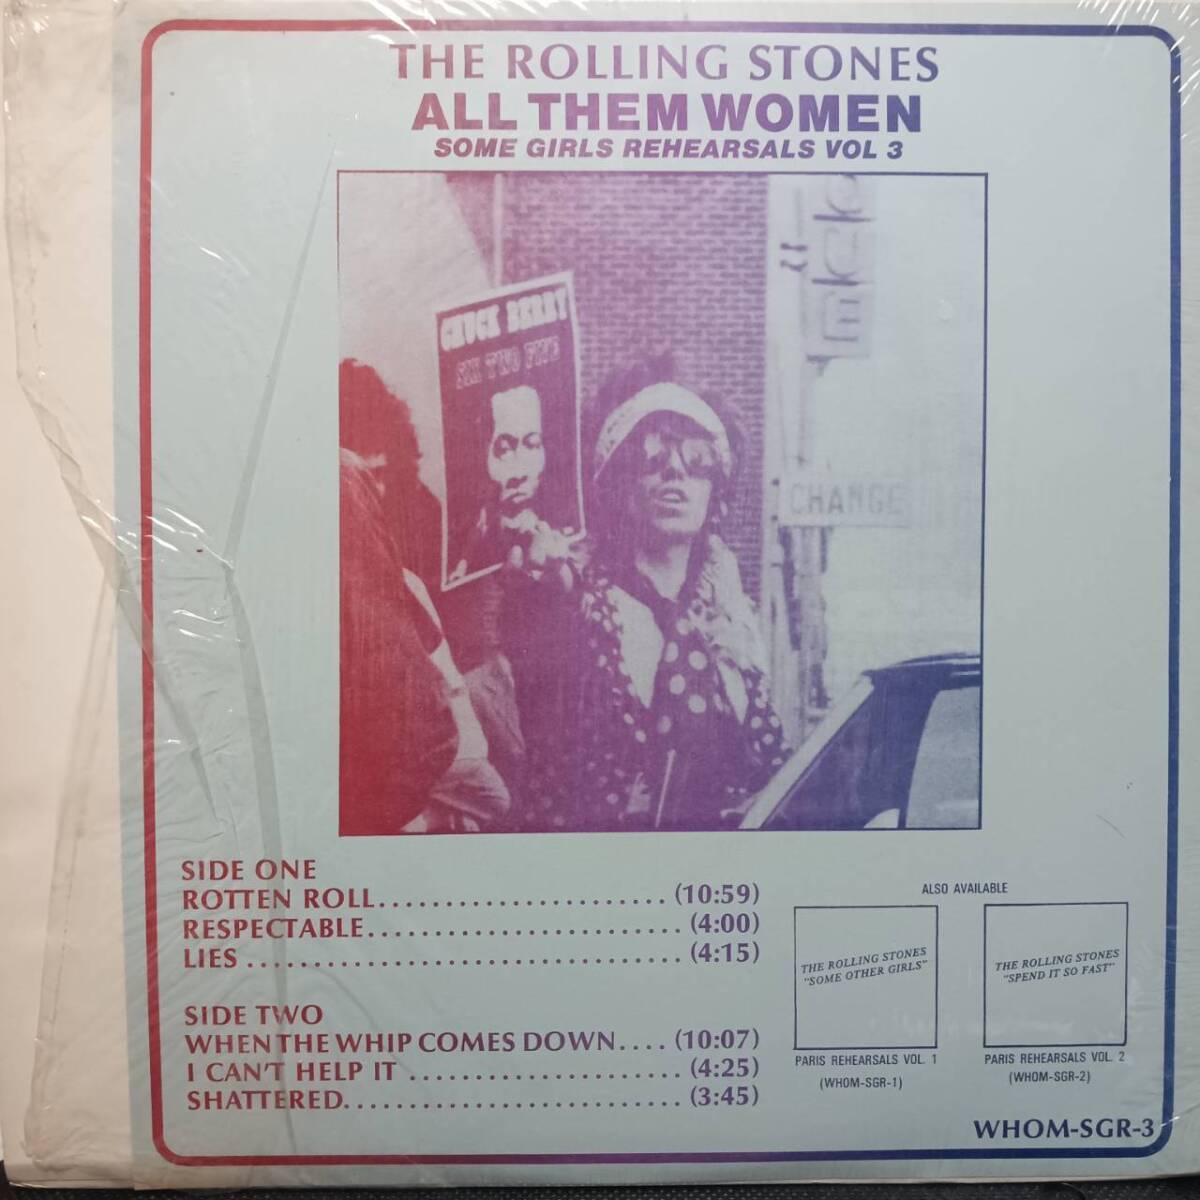 THE ROLLING STONES
ALL THEM WOMEN
SOME GIRLS REHEARSALS VOL 3
CHUCK BERRY
SIX TWO FIVE
CHANGE
SIDE ONE
ROTTEN ROLL....................... (10:59)
RESPECTABLE........................ (4:00)
LIES ................................. (4:15)
SIDE TWO
WHEN THE WHIP COMES DOWN.... (10:07)
I CAN'T HELP IT ..................... (4:25)
SHATTERED.......................... (3:45)
ALSO AVAILABLE
THE ROLLING STONES
"SOME OTHER GIRLS"
PARIS REHEARSALS VOL. 1
(WHOM-SGR-1)
THE ROLLING STONES
"SPEND IT SO FAST"
PARIS REHEARSALS VOL. 2
(WHOM-SGR-2)
WHOM-SGR-3